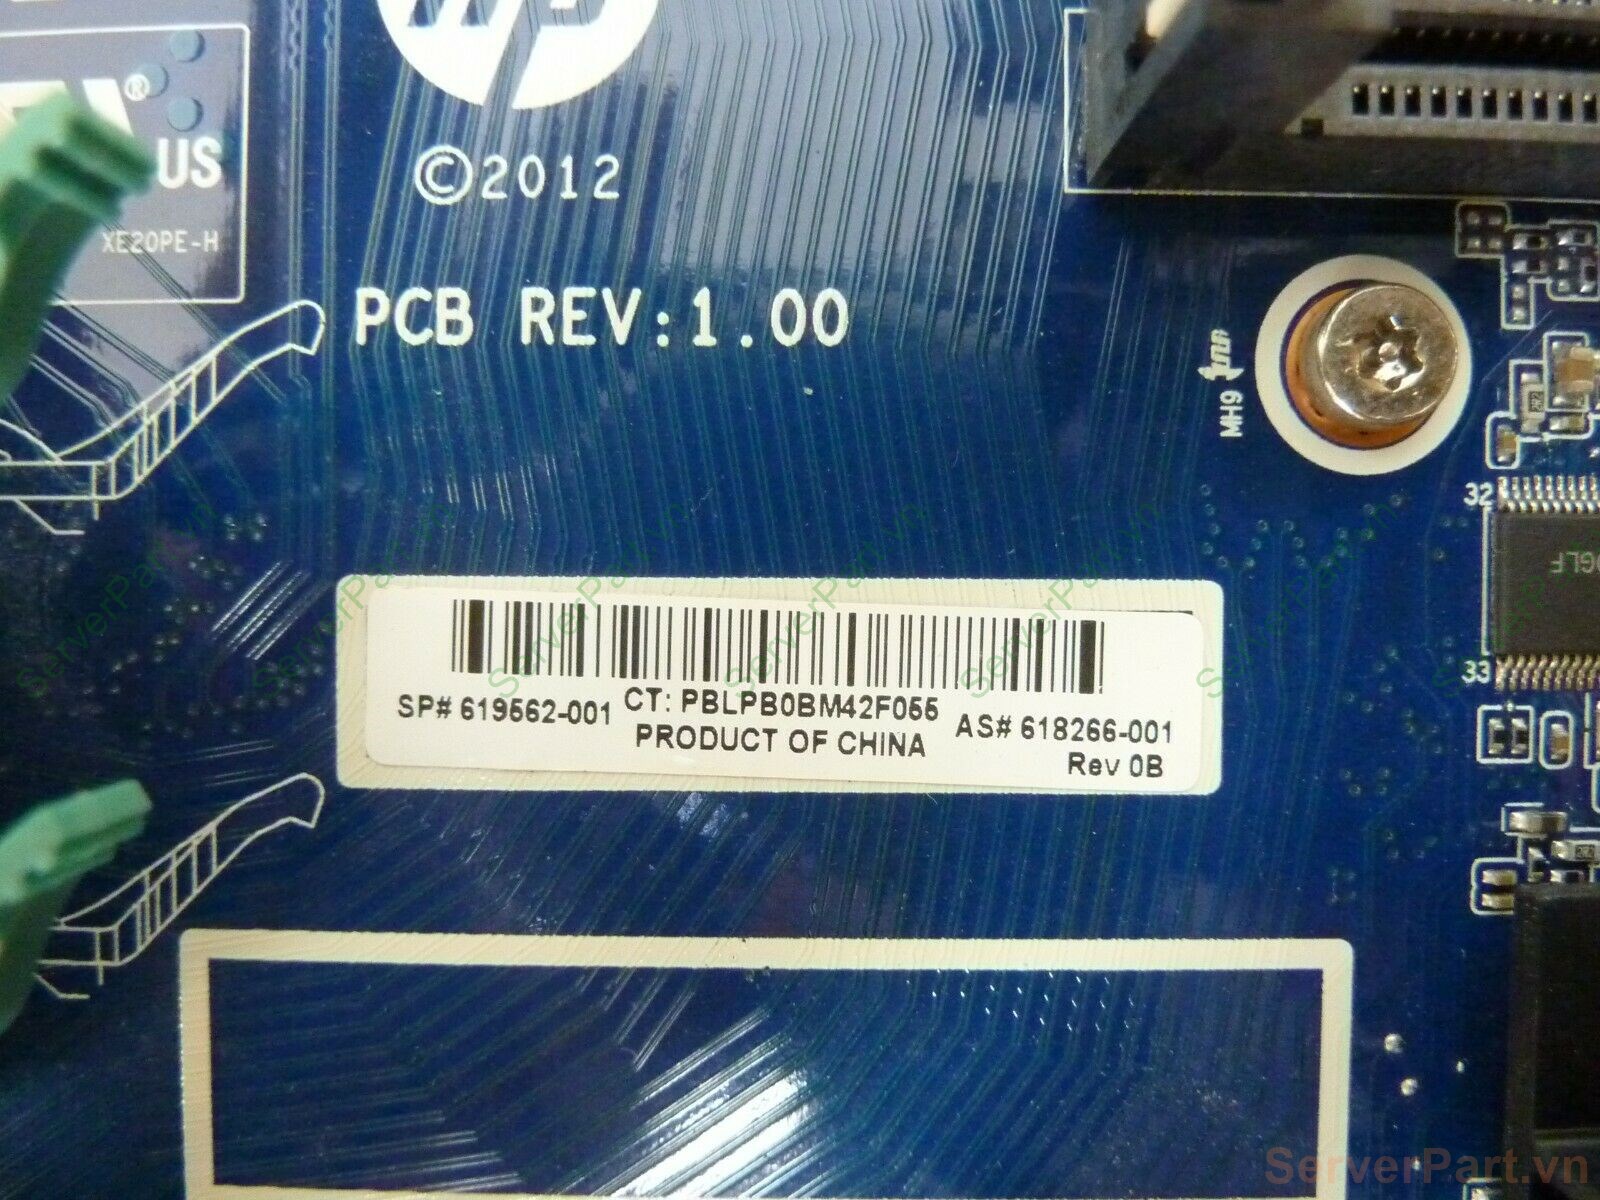 hp
®
US
©2012
XE20PE-H
PCB REV:1.00
MH9
32
33
SP# 619562-001
CT: PBLPB0BM42F055
PRODUCT OF CHINA
AS# 618266-001
Rev 0B
ServerPart.vn